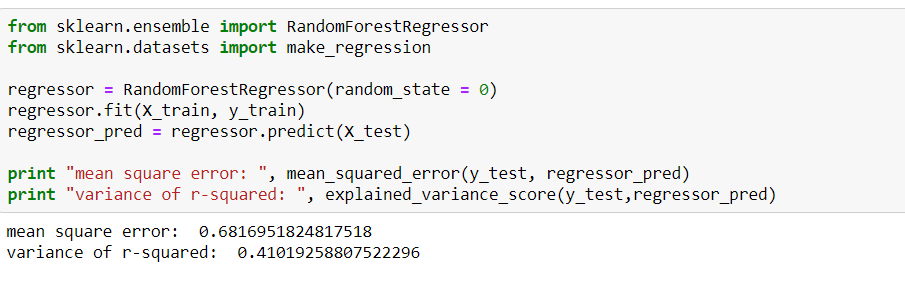 from sklearn.ensemble import RandomForestRegressor
from sklearn.datasets import make_regression
regressor = RandomForestRegressor(random_state = 0)
regressor.fit(X_train, y_train)
regressor_pred = regressor.predict(X_test)
print "mean square error: ", mean_squared_error(y_test, regressor_pred)
print "variance of r-squared: ", explained_variance_score(y_test,regressor_pred)
mean square error:  0.6816951824817518
variance of r-squared:  0.41019258807522296